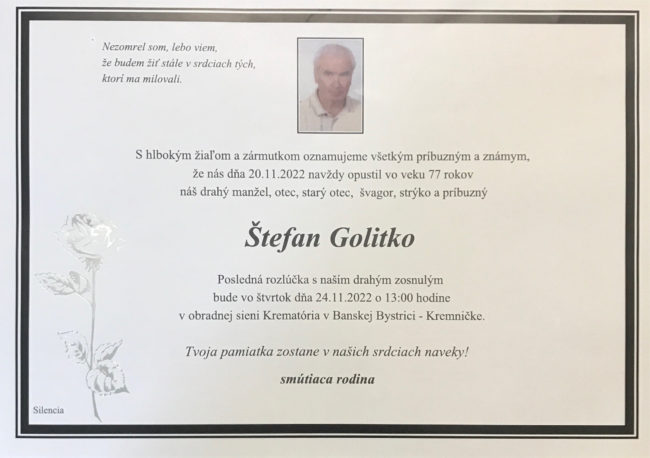 Nezomrel som, lebo viem,
že budem žiť stále v srdciach tých,
ktorí ma milovali.
S hlbokým žiaľom a zármutkom oznamujeme všetkým príbuzným a známym,
že nás dňa 20.11.2022 navždy opustil vo veku 77 rokov
náš drahý manžel, otec, starý otec, švagor, strýko a príbuzný
Štefan Golitko
Posledná rozlúčka s naším drahým zosnulým
bude vo štvrtok dňa 24.11.2022 o 13:00 hodine
v obradnej sieni Krematória v Banskej Bystrici - Kremničke.
Tvoja pamiatka zostane v našich srdciach naveky!
smútiaca rodina
Silencia